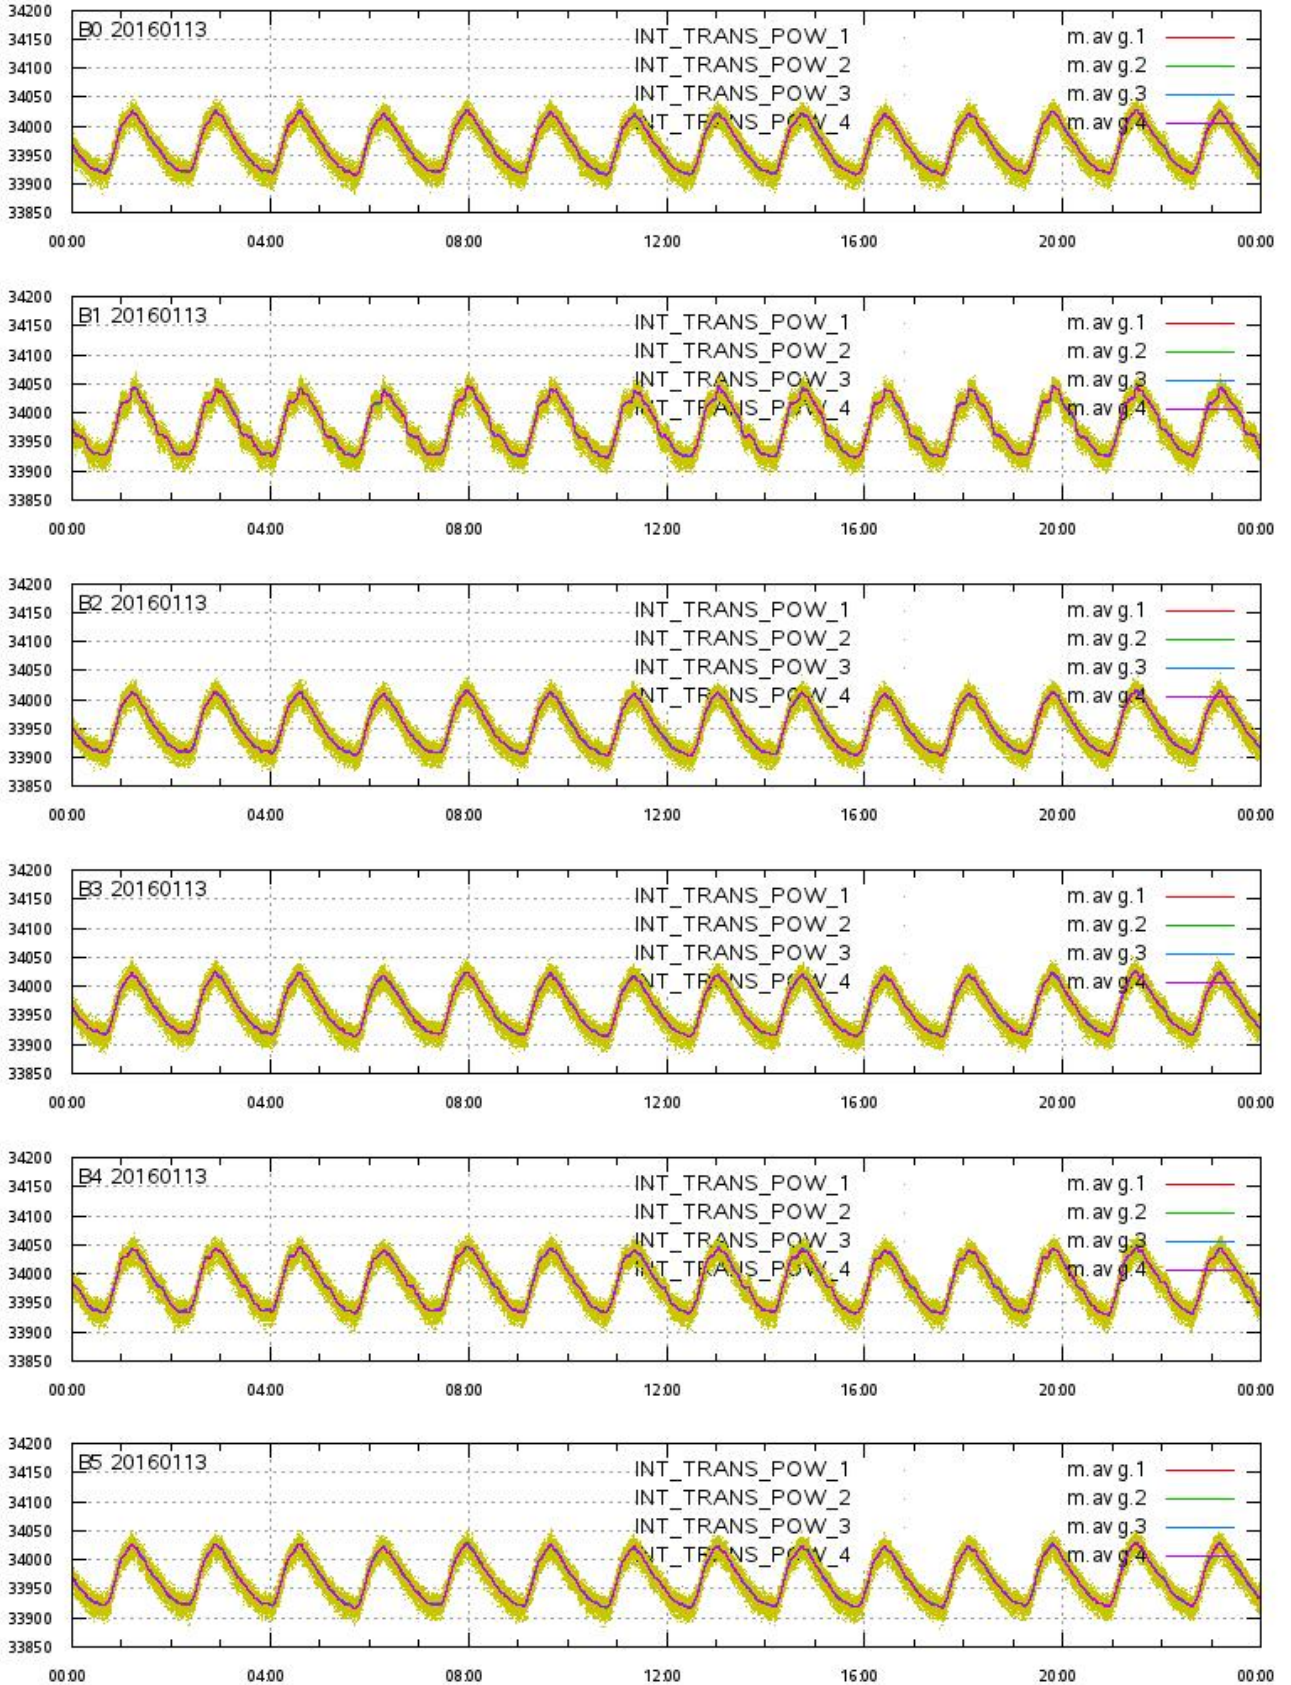 34200
B0 20160113 INT_TRANS_POW_1 m.avg.1
34150
INT_TRANS_POW_2 m.avg.2
34100
INT_TRANS_POW_3 m.avg.3
34050
INT_TRANS_POW_4 m.avg.4
34000
33950
33900
33850
00:00 04:00 08:00 12:00 16:00 20:00 00:00
34200
B1 20160113 INT_TRANS_POW_1 m.avg.1
34150
INT_TRANS_POW_2 m.avg.2
34100
INT_TRANS_POW_3 m.avg.3
34050
INT_TRANS_POW_4 m.avg.4
34000
33950
33900
33850
00:00 04:00 08:00 12:00 16:00 20:00 00:00
34200
B2 20160113 INT_TRANS_POW_1 m.avg.1
34150
INT_TRANS_POW_2 m.avg.2
34100
INT_TRANS_POW_3 m.avg.3
34050
INT_TRANS_POW_4 m.avg.4
34000
33950
33900
33850
00:00 04:00 08:00 12:00 16:00 20:00 00:00
34200
B3 20160113 INT_TRANS_POW_1 m.avg.1
34150
INT_TRANS_POW_2 m.avg.2
34100
INT_TRANS_POW_3 m.avg.3
34050
INT_TRANS_POW_4 m.avg.4
34000
33950
33900
33850
00:00 04:00 08:00 12:00 16:00 20:00 00:00
34200
B4 20160113 INT_TRANS_POW_1 m.avg.1
34150
INT_TRANS_POW_2 m.avg.2
34100
INT_TRANS_POW_3 m.avg.3
34050
INT_TRANS_POW_4 m.avg.4
34000
33950
33900
33850
00:00 04:00 08:00 12:00 16:00 20:00 00:00
34200
B5 20160113 INT_TRANS_POW_1 m.avg.1
34150
INT_TRANS_POW_2 m.avg.2
34100
INT_TRANS_POW_3 m.avg.3
34050
INT_TRANS_POW_4 m.avg.4
34000
33950
33900
33850
00:00 04:00 08:00 12:00 16:00 20:00 00:00